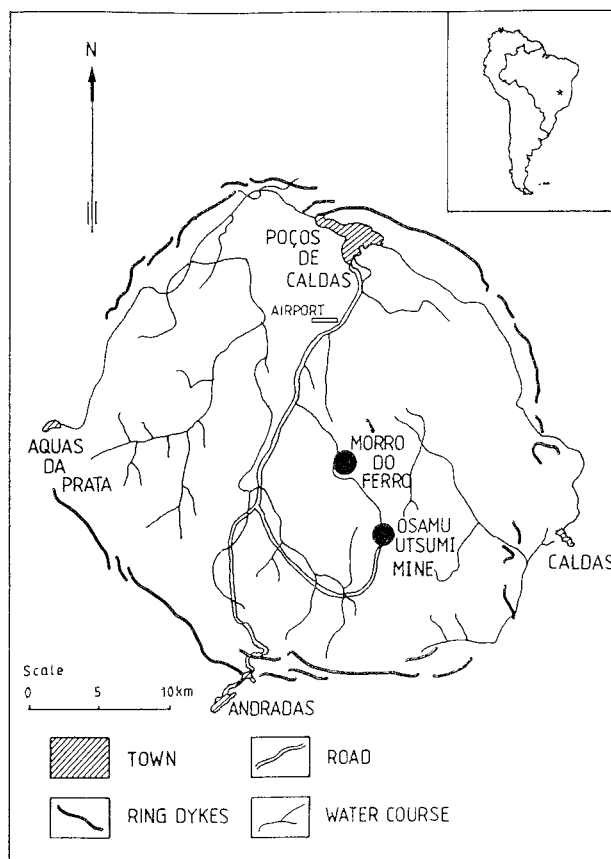 N
POÇOS
DE
CALDAS
AIRPORT
AQUAS
DA
PRATA
MORRO
DO
FERRO
OSAMU
UTSUMI
MINE
CALDAS
Scale
0 5 10km
ANDRADAS
TOWN
ROAD
RING DYKES
WATER COURSE